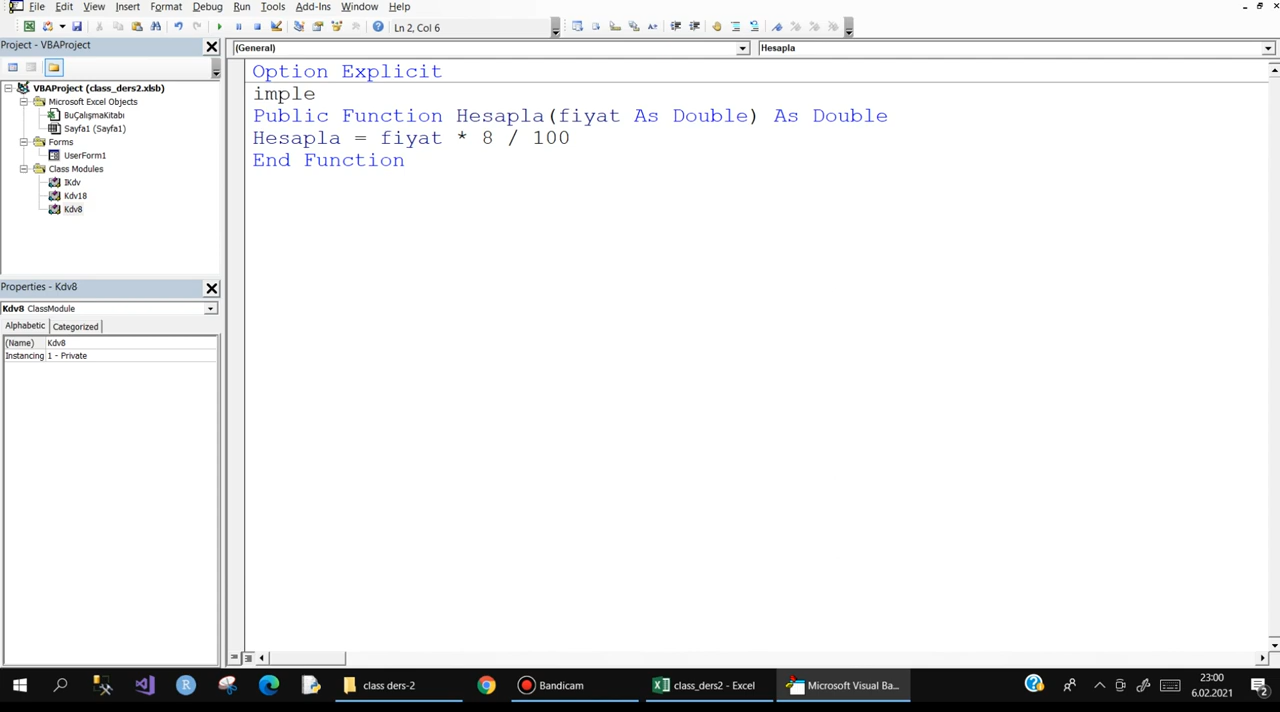 File Edit View Insert Format Debug Run Tools Add-Ins Window Help
Ln 2, Col 6
Project - VBAProject
(General)
Hesapla
VBAProject (class_ders2.xlsb)
Microsoft Excel Objects
BuÇalışmaKitabı
Sayfa1 (Sayfa1)
Forms
UserForm1
Class Modules
IKdv
Kdv18
Kdv8
Option Explicit
imple
Public Function Hesapla(fiyat As Double) As Double
Hesapla = fiyat * 8 / 100
End Function
Properties - Kdv8
Kdv8 ClassModule
Alphabetic Categorized
(Name) Kdv8
Instancing 1 - Private
class ders-2
Bandicam
class_ders2 - Excel
Microsoft Visual Ba...
23:00
6.02.2021
2